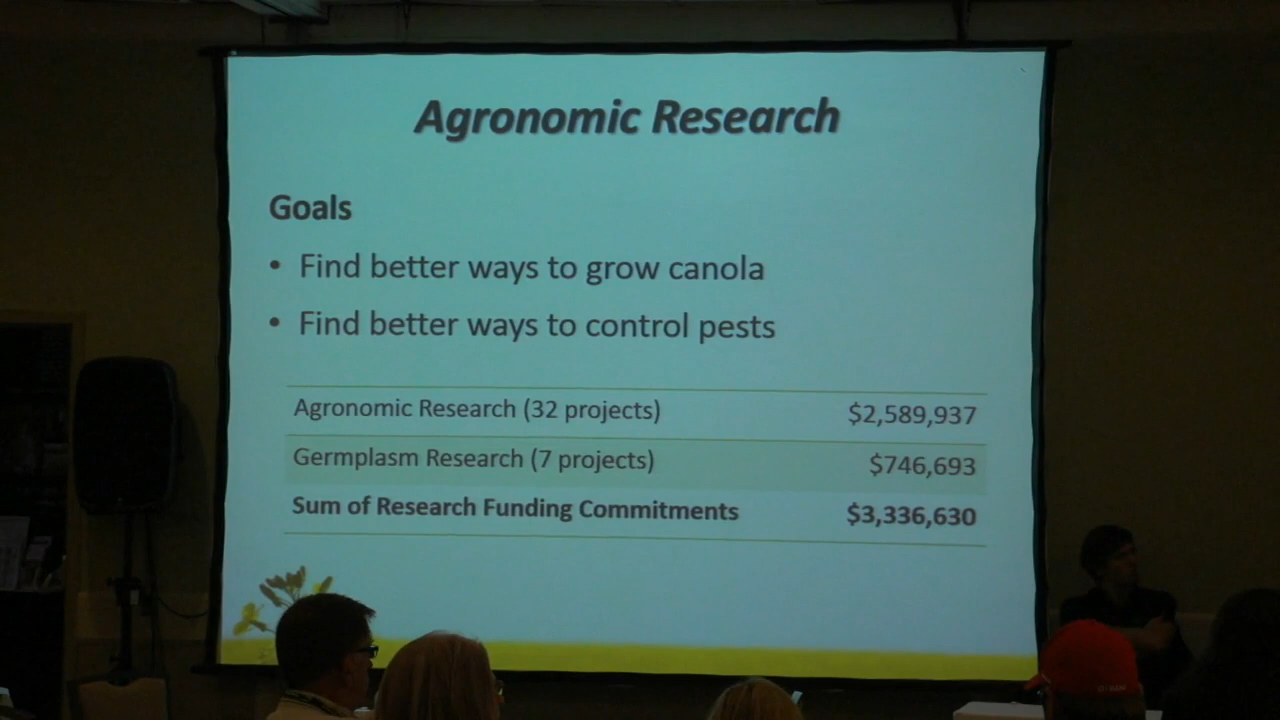 Agronomic Research
Goals
• Find better ways to grow canola
• Find better ways to control pests
Agronomic Research (32 projects) $2,589,937
Germplasm Research (7 projects) $746,693
Sum of Research Funding Commitments $3,336,630